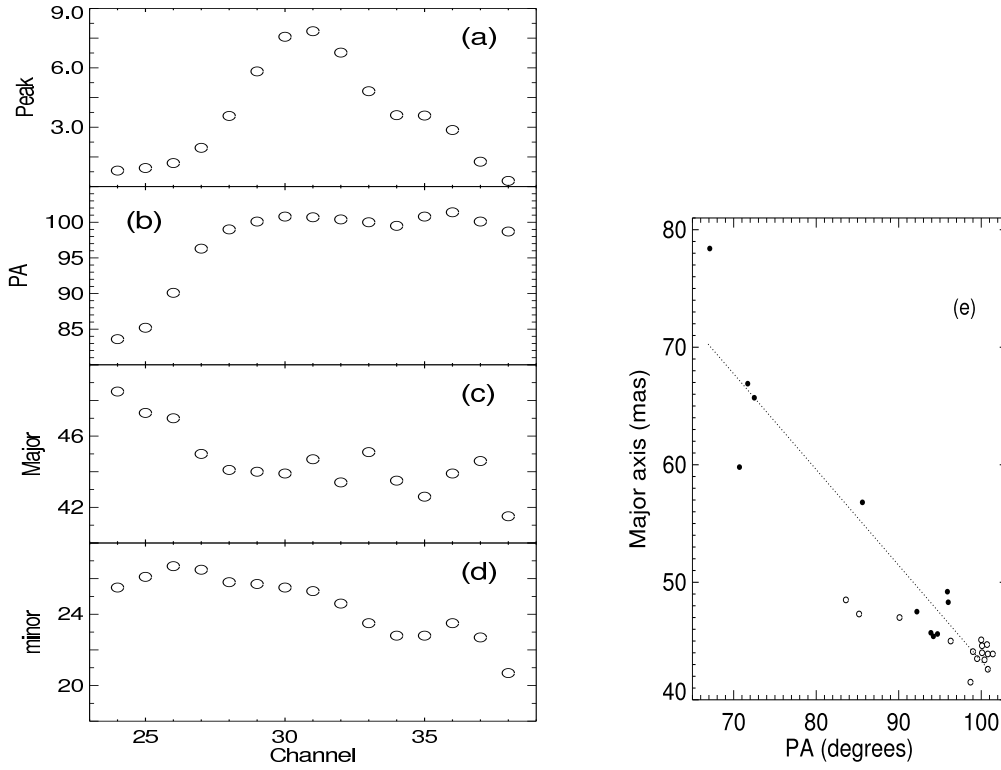 9.0
6.0
3.0
Peak
(a)
100
95
90
85
PA
(b)
46
42
Major
(c)
24
20
minor
(d)
25 30 35
Channel
80
70
60
50
40
Major axis (mas)
(e)
70 80 90 100
PA (degrees)